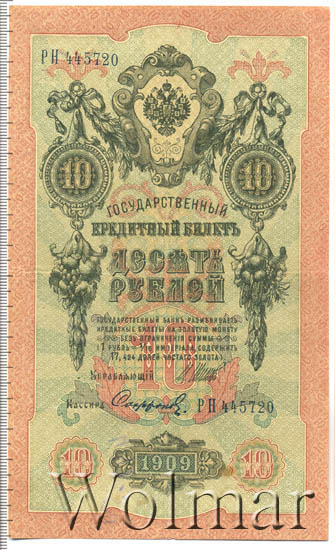 РН 445720
10
10
ГОСУДАРСТВЕННЫЙ
КРЕДИТНЫЙ БИЛЕТЪ
ДЕСЯТЬ
РУБЛЕЙ
ГОСУДАРСТВЕННЫЙ БАНКЪ РАЗМѢНИВАЕТЪ
КРЕДИТНЫЕ БИЛЕТЫ НА ЗОЛОТУЮ МОНЕТУ
БЕЗЪ ОГРАНИЧЕНІЯ СУММЫ
(1 РУБЛЬ = 1/15 ИМПЕРІАЛА, СОДЕРЖИТЪ
17,424 ДОЛЕЙ ЧИСТАГО ЗОЛОТА)
10
Управляющій
Кассиръ
РН 445720
10
1909
10
Wolmar